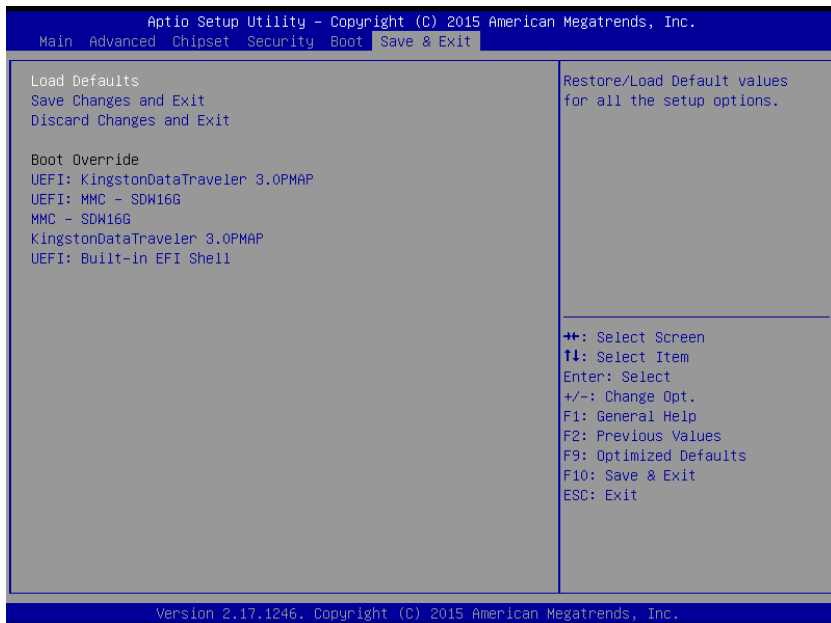 Aptio Setup Utility – Copyright (C) 2015 American Megatrends, Inc.
Main Advanced Chipset Security Boot Save & Exit
Load Defaults
Save Changes and Exit
Discard Changes and Exit
Boot Override
UEFI: KingstonDataTraveler 3.0PMAP
UEFI: MMC – SDW16G
MMC – SDW16G
KingstonDataTraveler 3.0PMAP
UEFI: Built-in EFI Shell
Restore/Load Default values
for all the setup options.
→←: Select Screen
↑↓: Select Item
Enter: Select
+/-: Change Opt.
F1: General Help
F2: Previous Values
F9: Optimized Defaults
F10: Save & Exit
ESC: Exit
Version 2.17.1246. Copyright (C) 2015 American Megatrends, Inc.